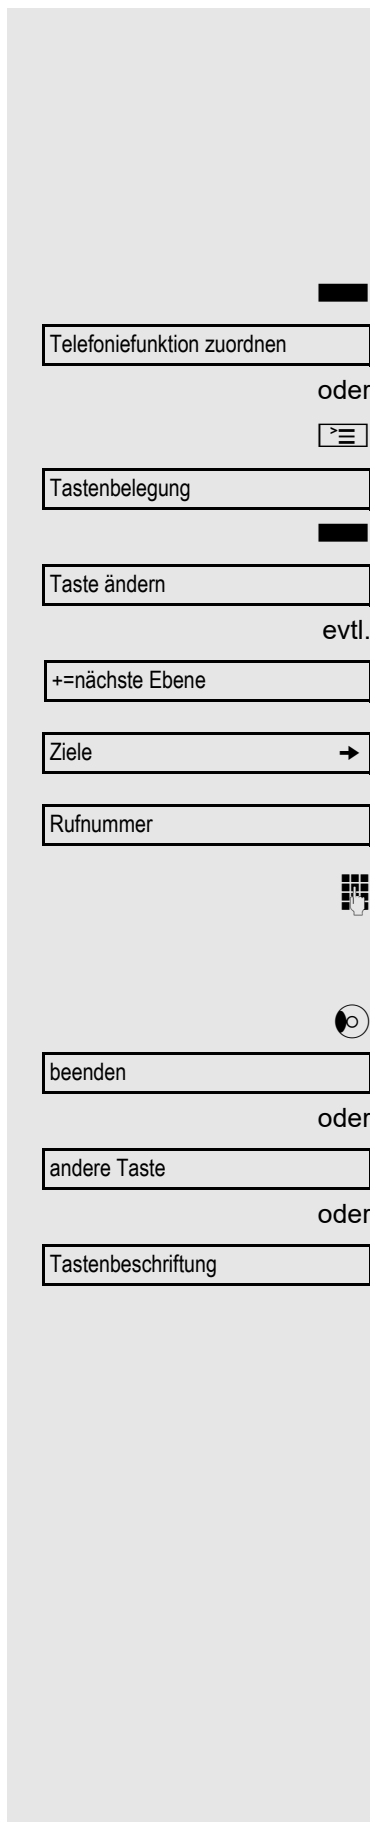 Telefoniefunktion zuordnen
oder
Tastenbelegung
Taste ändern
evtl.
+=nächste Ebene
Ziele
Rufnummer
beenden
oder
andere Taste
oder
Tastenbeschriftung